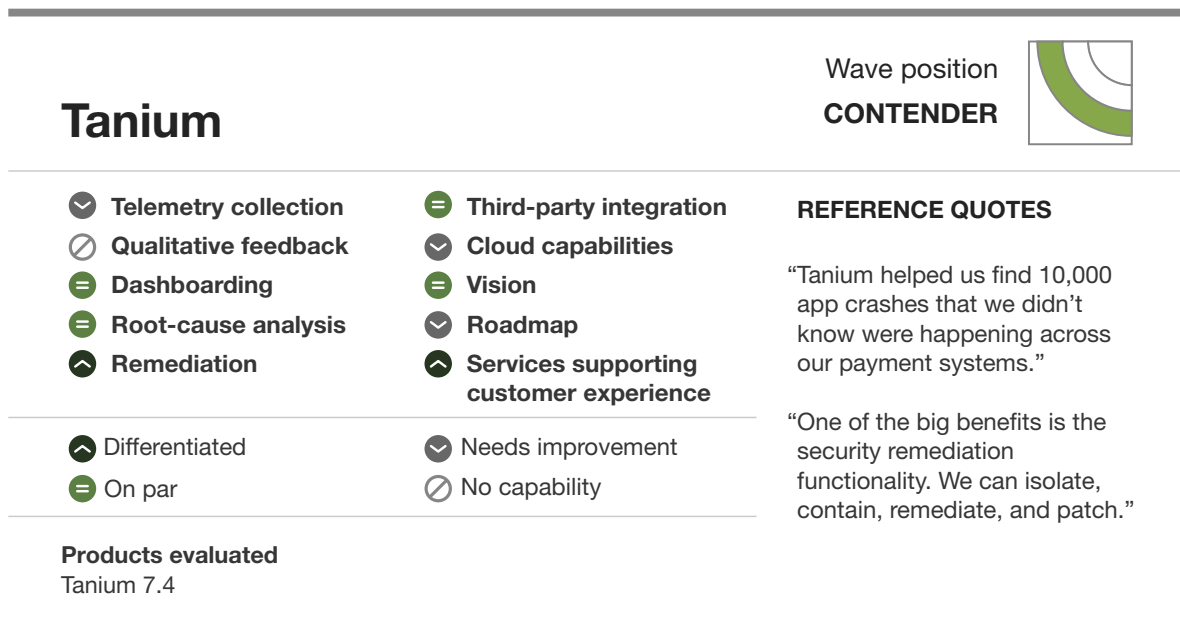 Wave position
CONTENDER
Tanium
Telemetry collection
Qualitative feedback
Dashboarding
Root-cause analysis
Remediation
Third-party integration
Cloud capabilities
Vision
Roadmap
Services supporting
customer experience
Differentiated
On par
Needs improvement
No capability
Products evaluated
Tanium 7.4
REFERENCE QUOTES
“Tanium helped us find 10,000
app crashes that we didn’t
know were happening across
our payment systems.”
“One of the big benefits is the
security remediation
functionality. We can isolate,
contain, remediate, and patch.”